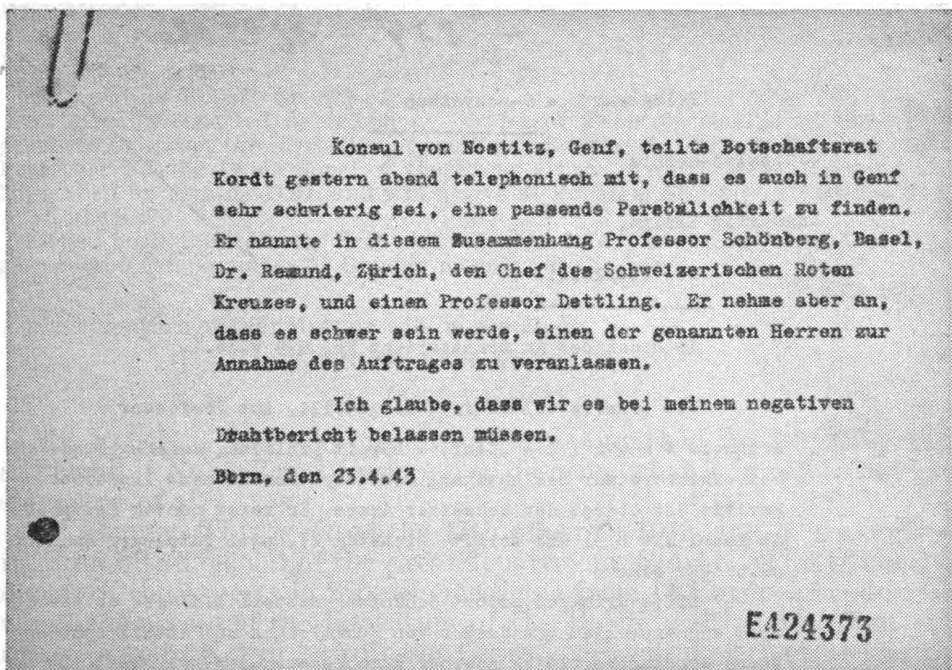 Konsul von Nostitz, Genf, teilte Botschaftsrat
Kordt gestern abend telephonisch mit, dass es auch in Genf
sehr schwierig sei, eine passende Persönlichkeit zu finden.
Er nannte in diesem Zusammenhang Professor Schönberg, Basel,
Dr. Remund, Zürich, den Chef des Schweizerischen Roten
Kreuzes, und einen Professor Dettling. Er nehme aber an,
dass es schwer sein werde, einen der genannten Herren zur
Annahme des Auftrages zu veranlassen.
Ich glaube, dass wir es bei meinem negativen
Drahtbericht belassen müssen.
Bern, den 23.4.43
E424373